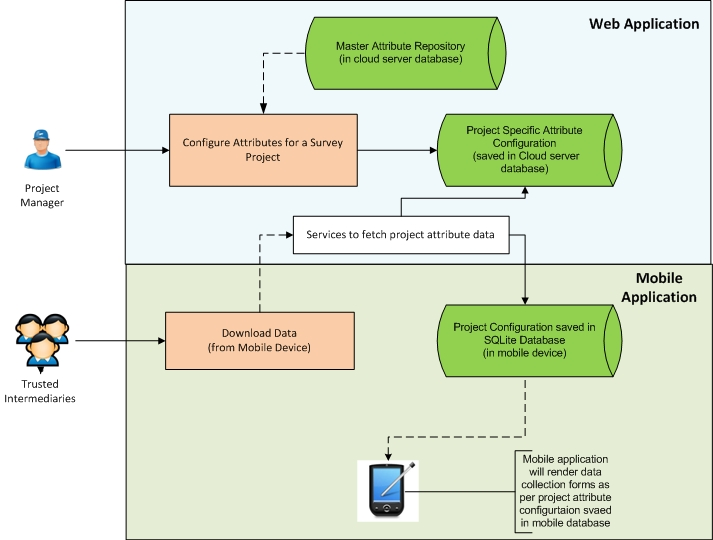 Web Application
Master Attribute Repository
(in cloud server database)
Configure Attributes for a Survey
Project
Project Specific Attribute
Configuration
(saved in Cloud server
database)
Project
Manager
Services to fetch project attribute data
Mobile
Application
Download Data
(from Mobile Device)
Project Configuration saved in
SQLite Database
(in mobile device)
Trusted
Intermediaries
Mobile application
will render data
collection forms as
per project attribute
configurtaion svaed
in mobile database